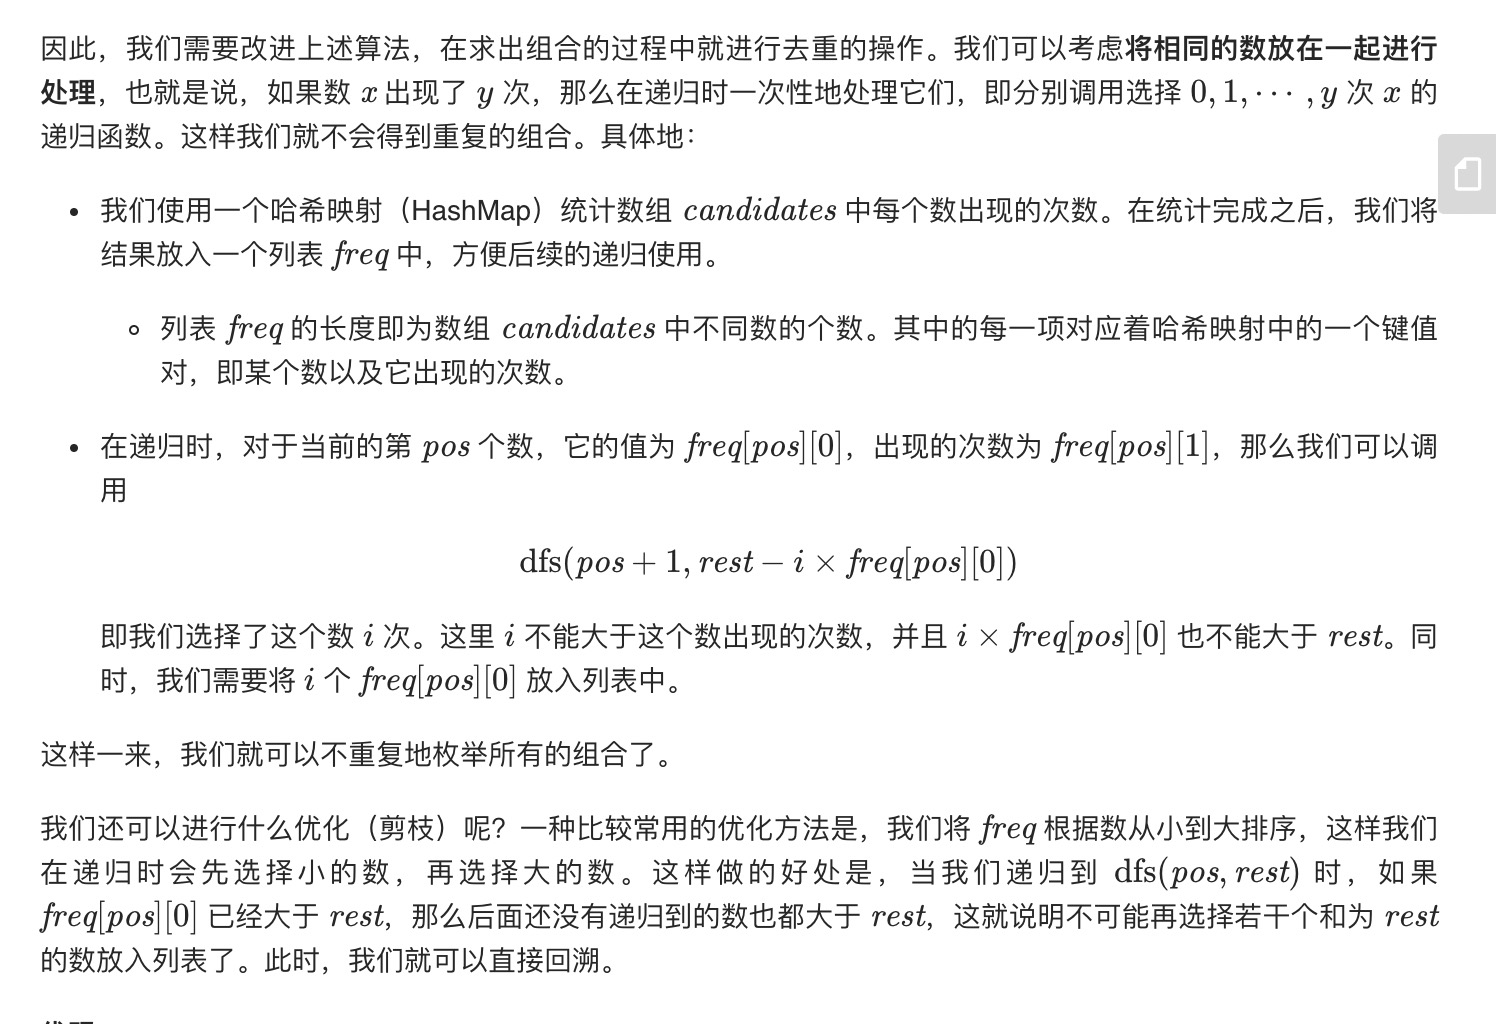 因此，我们需要改进上述算法，在求出组合的过程中就进行去重的操作。我们可以考虑将相同的数放在一起进行
处理，也就是说，如果数 x 出现了 y 次，那么在递归时一次性地处理它们，即分别调用选择 0, 1, ⋯ , y 次 x 的
递归函数。这样我们就不会得到重复的组合。具体地：
• 我们使用一个哈希映射（HashMap）统计数组 candidates 中每个数出现的次数。在统计完成之后，我们将
结果放入一个列表 freq 中，方便后续的递归使用。
◦ 列表 freq 的长度即为数组 candidates 中不同数的个数。其中的每一项对应着哈希映射中的一个键值
对，即某个数以及它出现的次数。
• 在递归时，对于当前的第 pos 个数，它的值为 freq[pos][0]，出现的次数为 freq[pos][1]，那么我们可以调
用
dfs(pos + 1, rest − i × freq[pos][0])
即我们选择了这个数 i 次。这里 i 不能大于这个数出现的次数，并且 i × freq[pos][0] 也不能大于 rest。同
时，我们需要将 i 个 freq[pos][0] 放入列表中。
这样一来，我们就可以不重复地枚举所有的组合了。
我们还可以进行什么优化（剪枝）呢？一种比较常用的优化方法是，我们将 freq 根据数从小到大排序，这样我们
在递归时会先选择小的数，再选择大的数。这样做的好处是，当我们递归到 dfs(pos, rest) 时，如果
freq[pos][0] 已经大于 rest，那么后面还没有递归到的数也都大于 rest，这就说明不可能再选择若干个和为 rest
的数放入列表了。此时，我们就可以直接回溯。